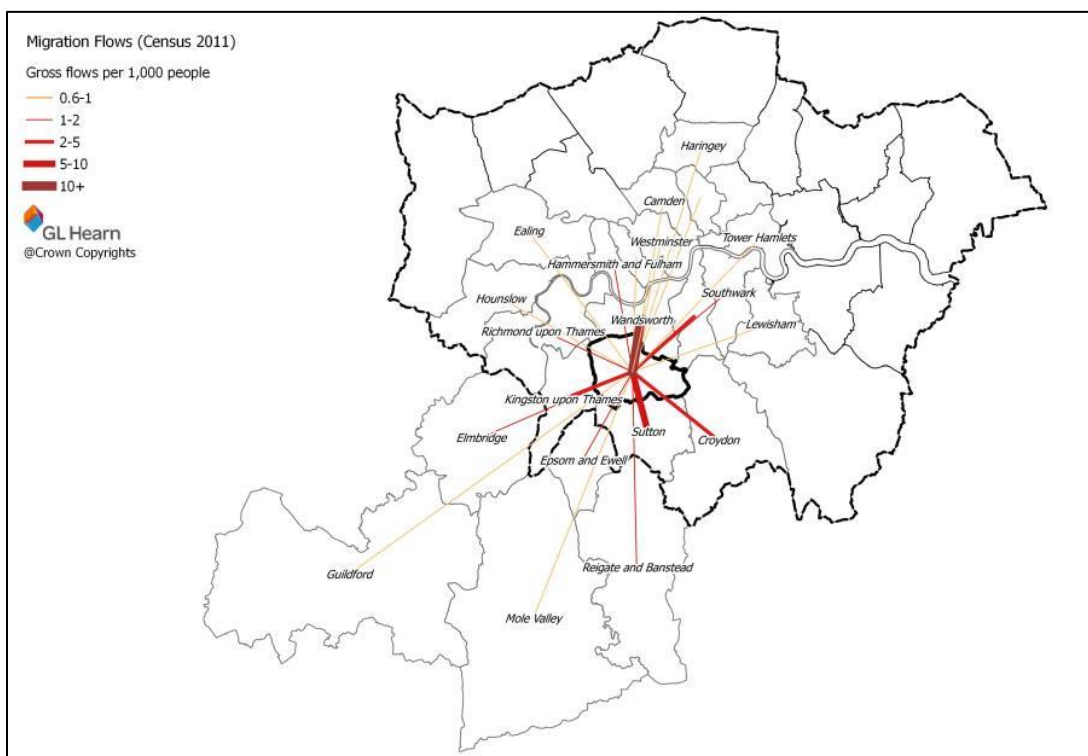 Migration Flows (Census 2011)
Gross flows per 1,000 people
0.6-1
1-2
2-5
5-10
10+
GL Hearn
@Crown Copyrights
Haringey
Camden
Ealing
Westminster
Tower Hamlets
Hammersmith and Fulham
Hounslow
Southwark
Wandsworth
Lewisham
Richmond upon Thames
Kingston upon Thames
Elmbridge
Sutton
Croydon
Epsom and Ewell
Guildford
Reigate and Banstead
Mole Valley